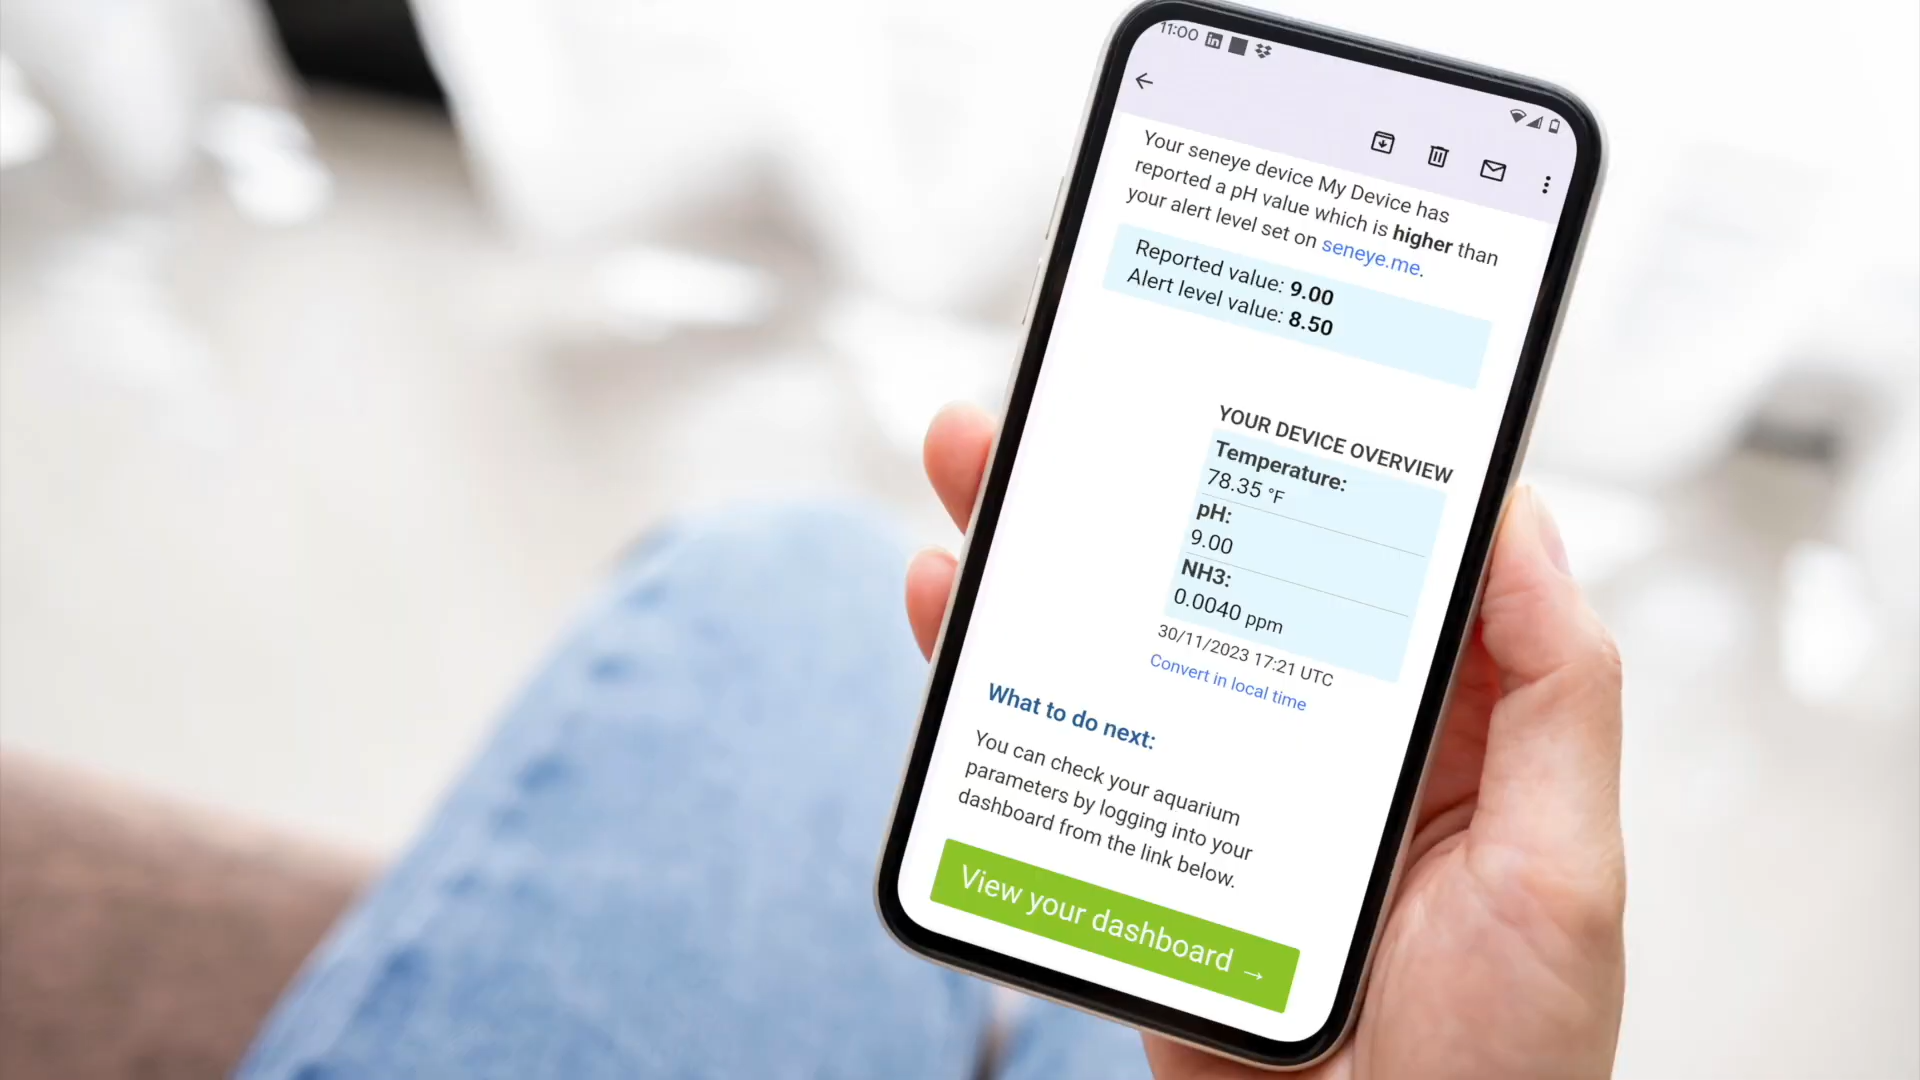 11:00
Your seneye device My Device has
reported a pH value which is higher than
your alert level set on seneye.me.
Reported value: 9.00
Alert level value: 8.50
YOUR DEVICE OVERVIEW
Temperature:
78.35 °F
pH:
9.00
NH3:
0.0040 ppm
30/11/2023 17:21 UTC
Convert in local time
What to do next:
You can check your aquarium
parameters by logging into your
dashboard from the link below.
View your dashboard →